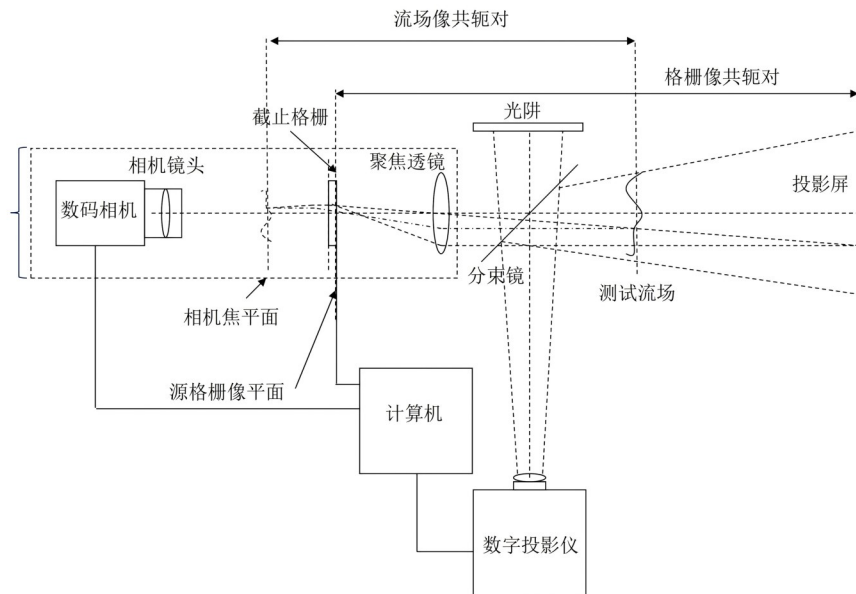 流场像共轭对
格栅像共轭对
光阱
截止格栅
相机镜头
聚焦透镜
投影屏
数码相机
分束镜
测试流场
相机焦平面
源格栅像平面
计算机
数字投影仪